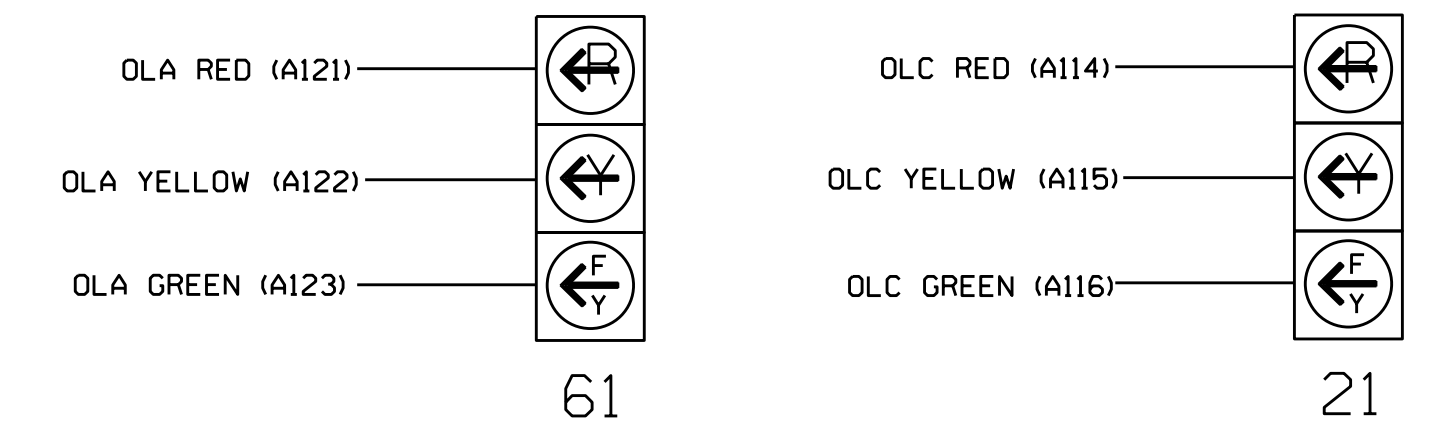 OLA RED (A121)
R
OLA YELLOW (A122)
Y
OLA GREEN (A123)
F
Y
61
OLC RED (A114)
R
OLC YELLOW (A115)
Y
OLC GREEN (A116)
F
Y
21